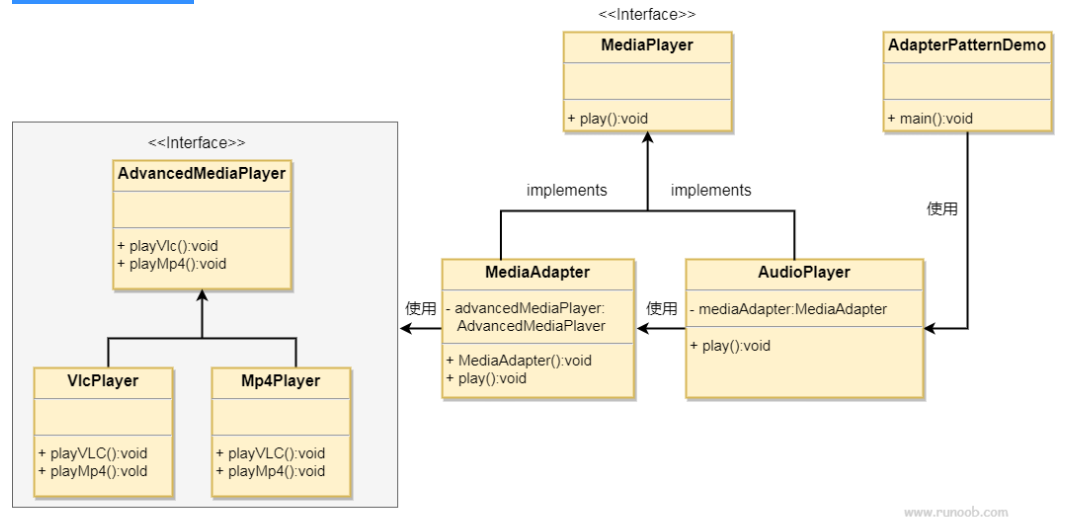 <<Interface>>
MediaPlayer
+ play():void
AdapterPatternDemo
+ main():void
<<Interface>>
AdvancedMediaPlayer
+ playVlc():void
+ playMp4():void
implements
implements
使用
MediaAdapter
- advancedMediaPlayer:
AdvancedMediaPlaver
+ MediaAdapter():void
+ play():void
AudioPlayer
- mediaAdapter:MediaAdapter
+ play():void
使用
使用
VlcPlayer
+ playVLC():void
+ playMp4():vold
Mp4Player
+ playVLC():void
+ playMp4():void
www.runoob.com